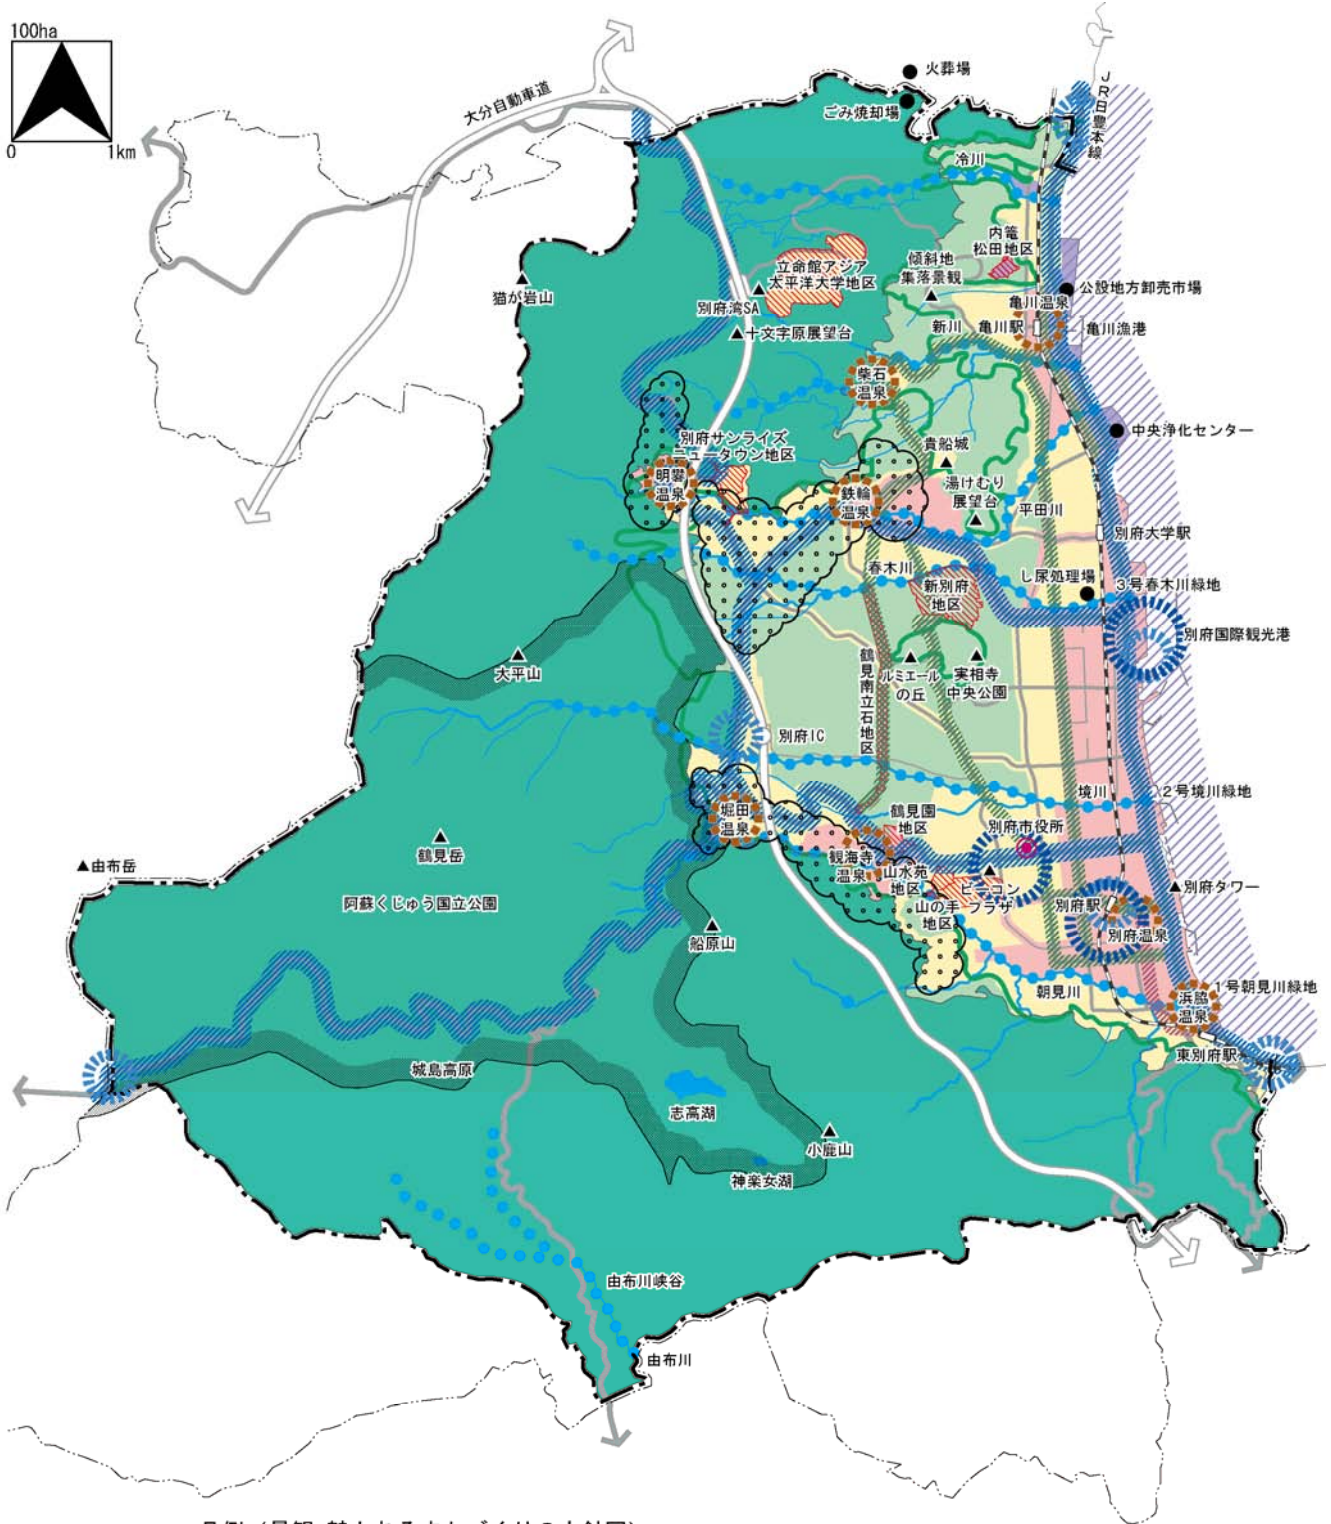 100ha
0
1km
大分自動車道
火葬場
ごみ焼却場
JR日豊本線
冷川
内竈
松田地区
傾斜地
集落景観
立命館アジア
太平洋大学地区
猫が岩山
別府湾SA
十文字原展望台
公設地方卸売市場
亀川温泉
新川
亀川駅
亀川漁港
柴石
温泉
中央浄化センター
別府サンライズ
ニュータウン地区
貴船城
明礬
温泉
鉄輪
温泉
湯けむり
展望台
平田川
別府大学駅
春木川
し尿処理場
新別府
地区
3号春木川緑地
別府国際観光港
大平山
鶴見南立石地区
ルミエール
の丘
実相寺
中央公園
別府IC
境川
2号境川緑地
堀田
温泉
鶴見園
地区
別府市役所
鶴見岳
由布岳
観海寺
温泉
山水苑
地区
ビーコン
プラザ
別府タワー
阿蘇くじゅう国立公園
山の手
地区
別府駅
別府温泉
船原山
朝見川
1号朝見川緑地
浜脇
温泉
東別府駅
城島高原
志高湖
小鹿山
神楽女湖
由布川峡谷
由布川